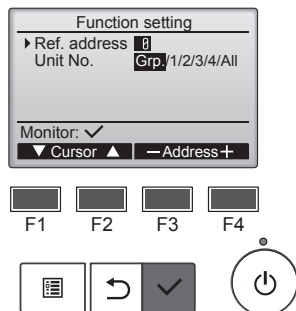 Function setting
Ref. address 0
Unit No. Grp./1/2/3/4/All
Monitor: ✓
▼ Cursor ▲ −Address+
F1 F2 F3 F4